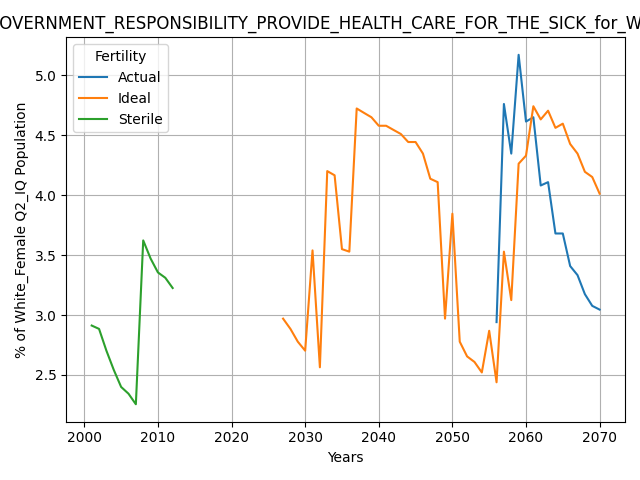 OVERNMENT_RESPONSIBILITY_PROVIDE_HEALTH_CARE_FOR_THE_SICK_for_W
Fertility
Actual
Ideal
Sterile
5.0
4.5
4.0
3.5
3.0
2.5
% of White_Female Q2_IQ Population
2000 2010 2020 2030 2040 2050 2060 2070
Years